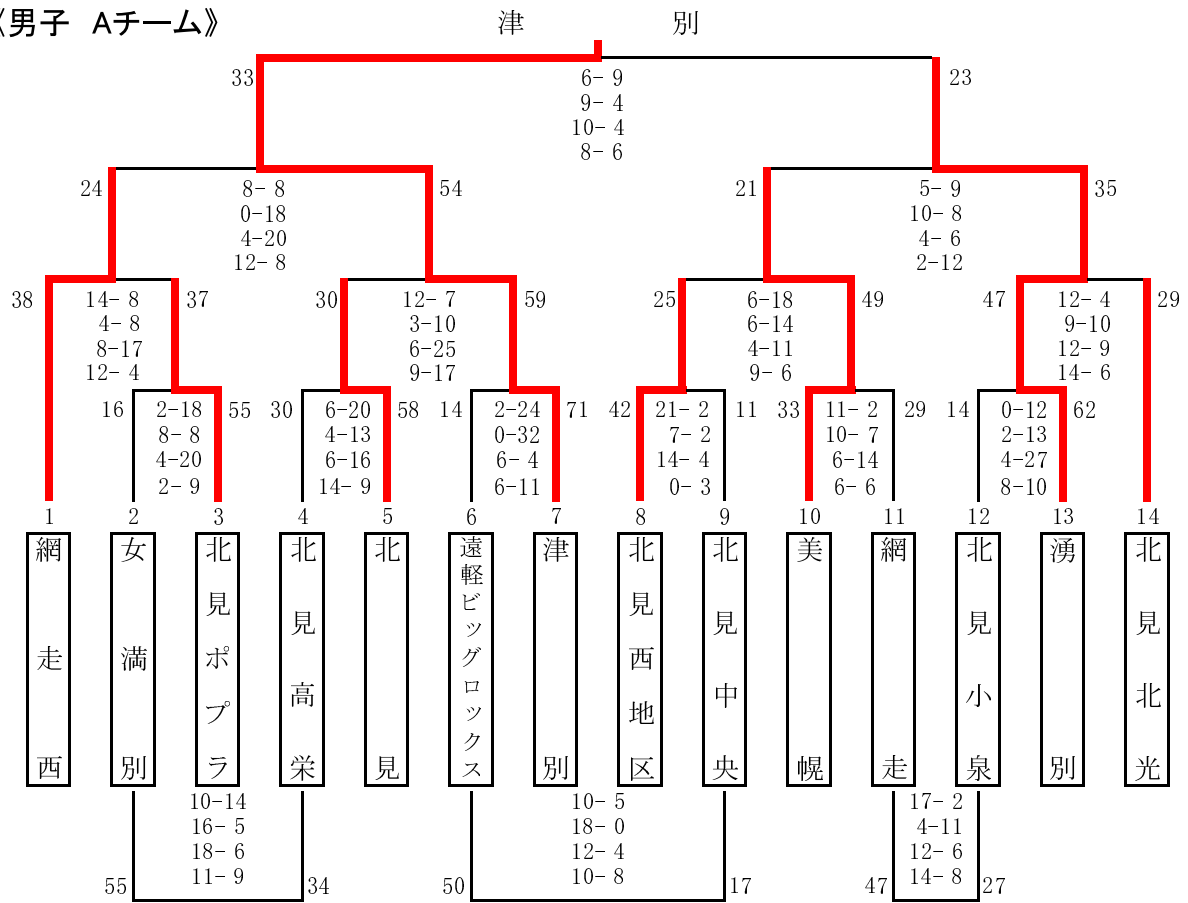 《男子 Aチーム》
津 別
33 23
6- 9
9- 4
10- 4
8- 6
24 54 21 35
8- 8 5- 9
0-18 10- 8
4-20 4- 6
12- 8 2-12
38 37 30 59 25 49 47 29
14- 8 12- 7 6-18 12- 4
4- 8 3-10 6-14 9-10
8-17 6-25 4-11 12- 9
12- 4 9-17 9- 6 14- 6
16 2-18 55 30 6-20 58 14 2-24 71 42 21- 2 11 33 11- 2 29 14 0-12 62
8- 8 4-13 0-32 7- 2 10- 7 2-13
4-20 6-16 6- 4 14- 4 6-14 4-27
2- 9 14- 9 6-11 0- 3 6- 6 8-10
1 2 3 4 5 6 7 8 9 10 11 12 13 14
網走西
女満別
北見ポプラ
北見高栄
北見
遠軽ビッグロックス
津別
北見西地区
北見中央
美幌
網走
北見小泉
湧別
北見北光
10-14 10- 5 17- 2
16- 5 18- 0 4-11
18- 6 12- 4 12- 6
11- 9 10- 8 14- 8
55 34 50 17 47 27